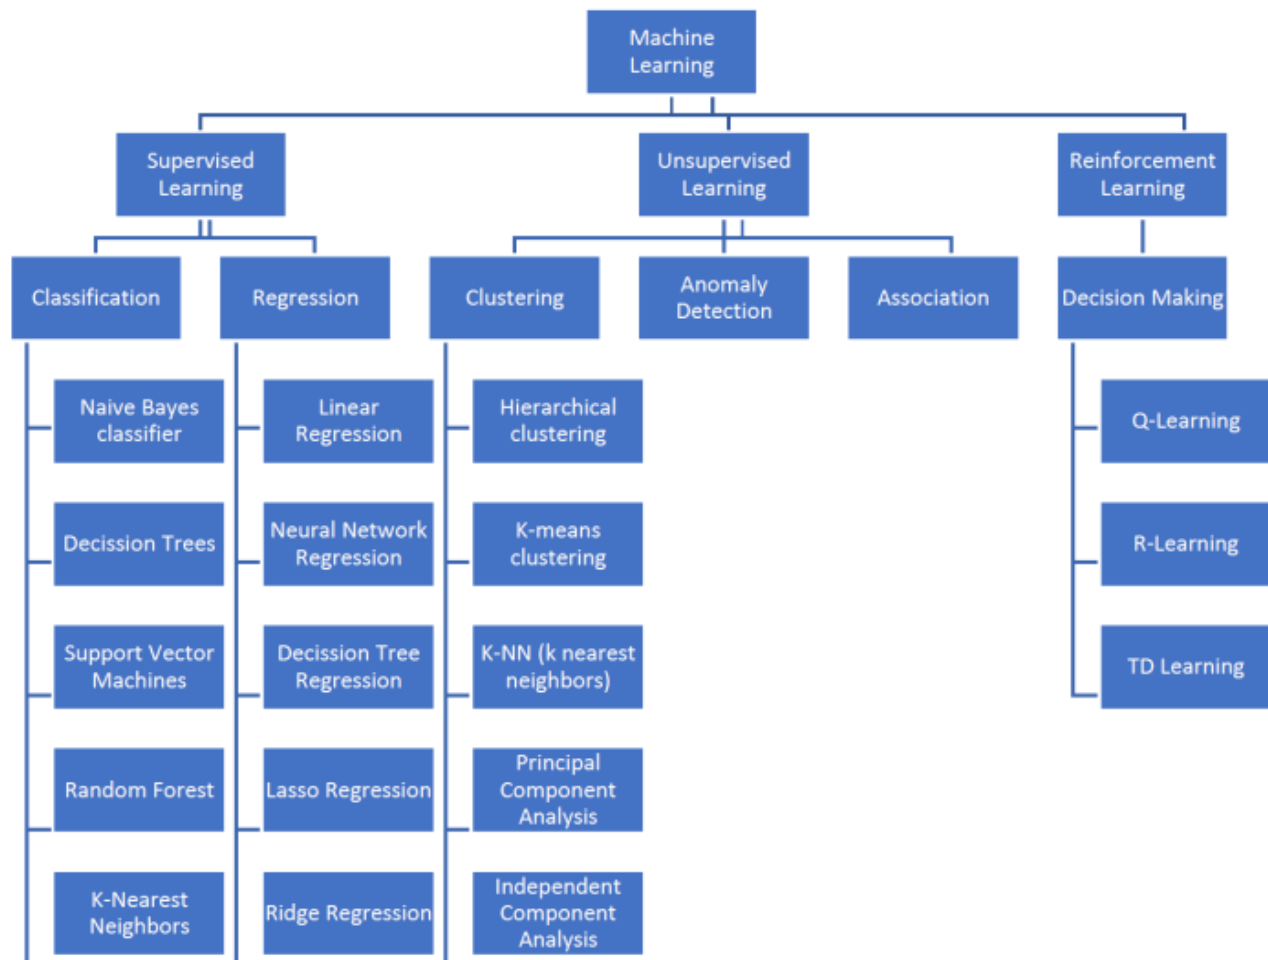 Machine
Learning
Supervised
Learning
Unsupervised
Learning
Reinforcement
Learning
Classification
Regression
Clustering
Anomaly
Detection
Association
Decision Making
Naive Bayes
classifier
Linear
Regression
Hierarchical
clustering
Q-Learning
Decission Trees
Neural Network
Regression
K-means
clustering
R-Learning
Support Vector
Machines
Decission Tree
Regression
K-NN (k nearest
neighbors)
TD Learning
Random Forest
Lasso Regression
Principal
Component
Analysis
K-Nearest
Neighbors
Ridge Regression
Independent
Component
Analysis